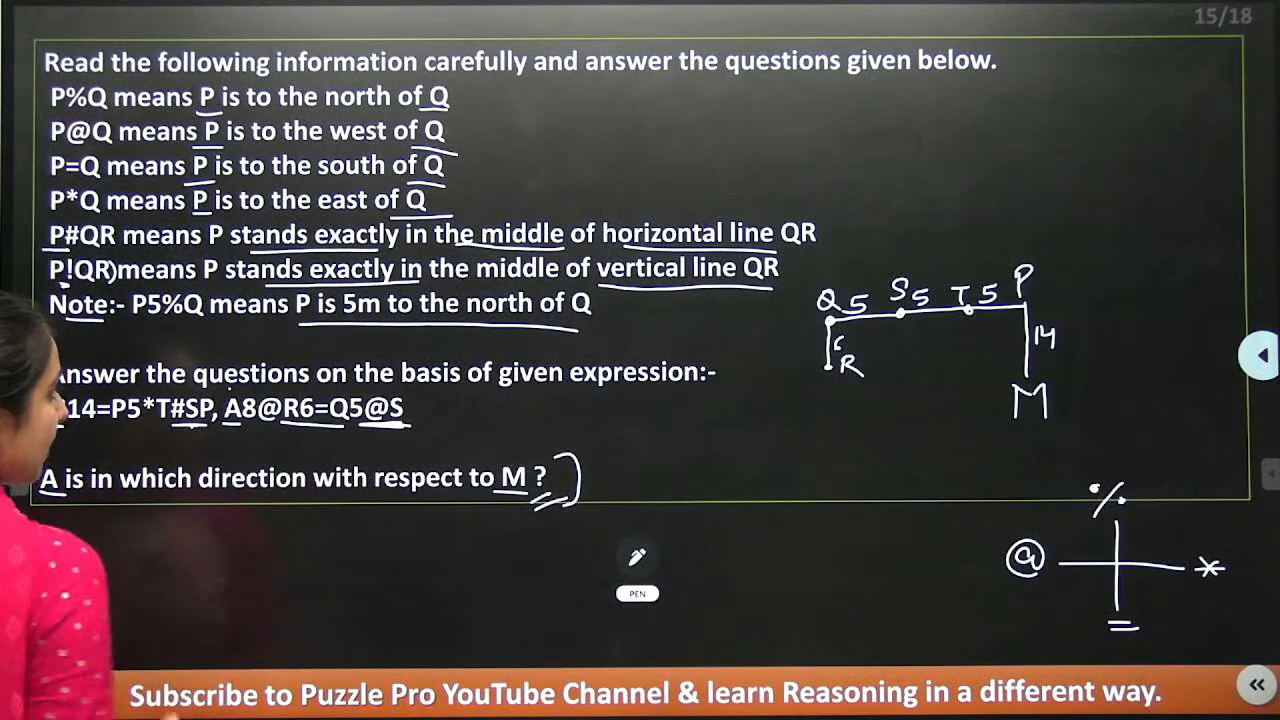 15/18
Read the following information carefully and answer the questions given below.
P%Q means P is to the north of Q
P@Q means P is to the west of Q
P=Q means P is to the south of Q
P*Q means P is to the east of Q
P#QR means P stands exactly in the middle of horizontal line QR
P!QR)means P stands exactly in the middle of vertical line QR
Note:- P5%Q means P is 5m to the north of Q
Q 5 S 5 T 5 P
6 14
R
M
nswer the questions on the basis of given expression:-
14=P5*T#SP, A8@R6=Q5@S
A is in which direction with respect to M ?
%
@ *
=
PEN
Subscribe to Puzzle Pro YouTube Channel & learn Reasoning in a different way.